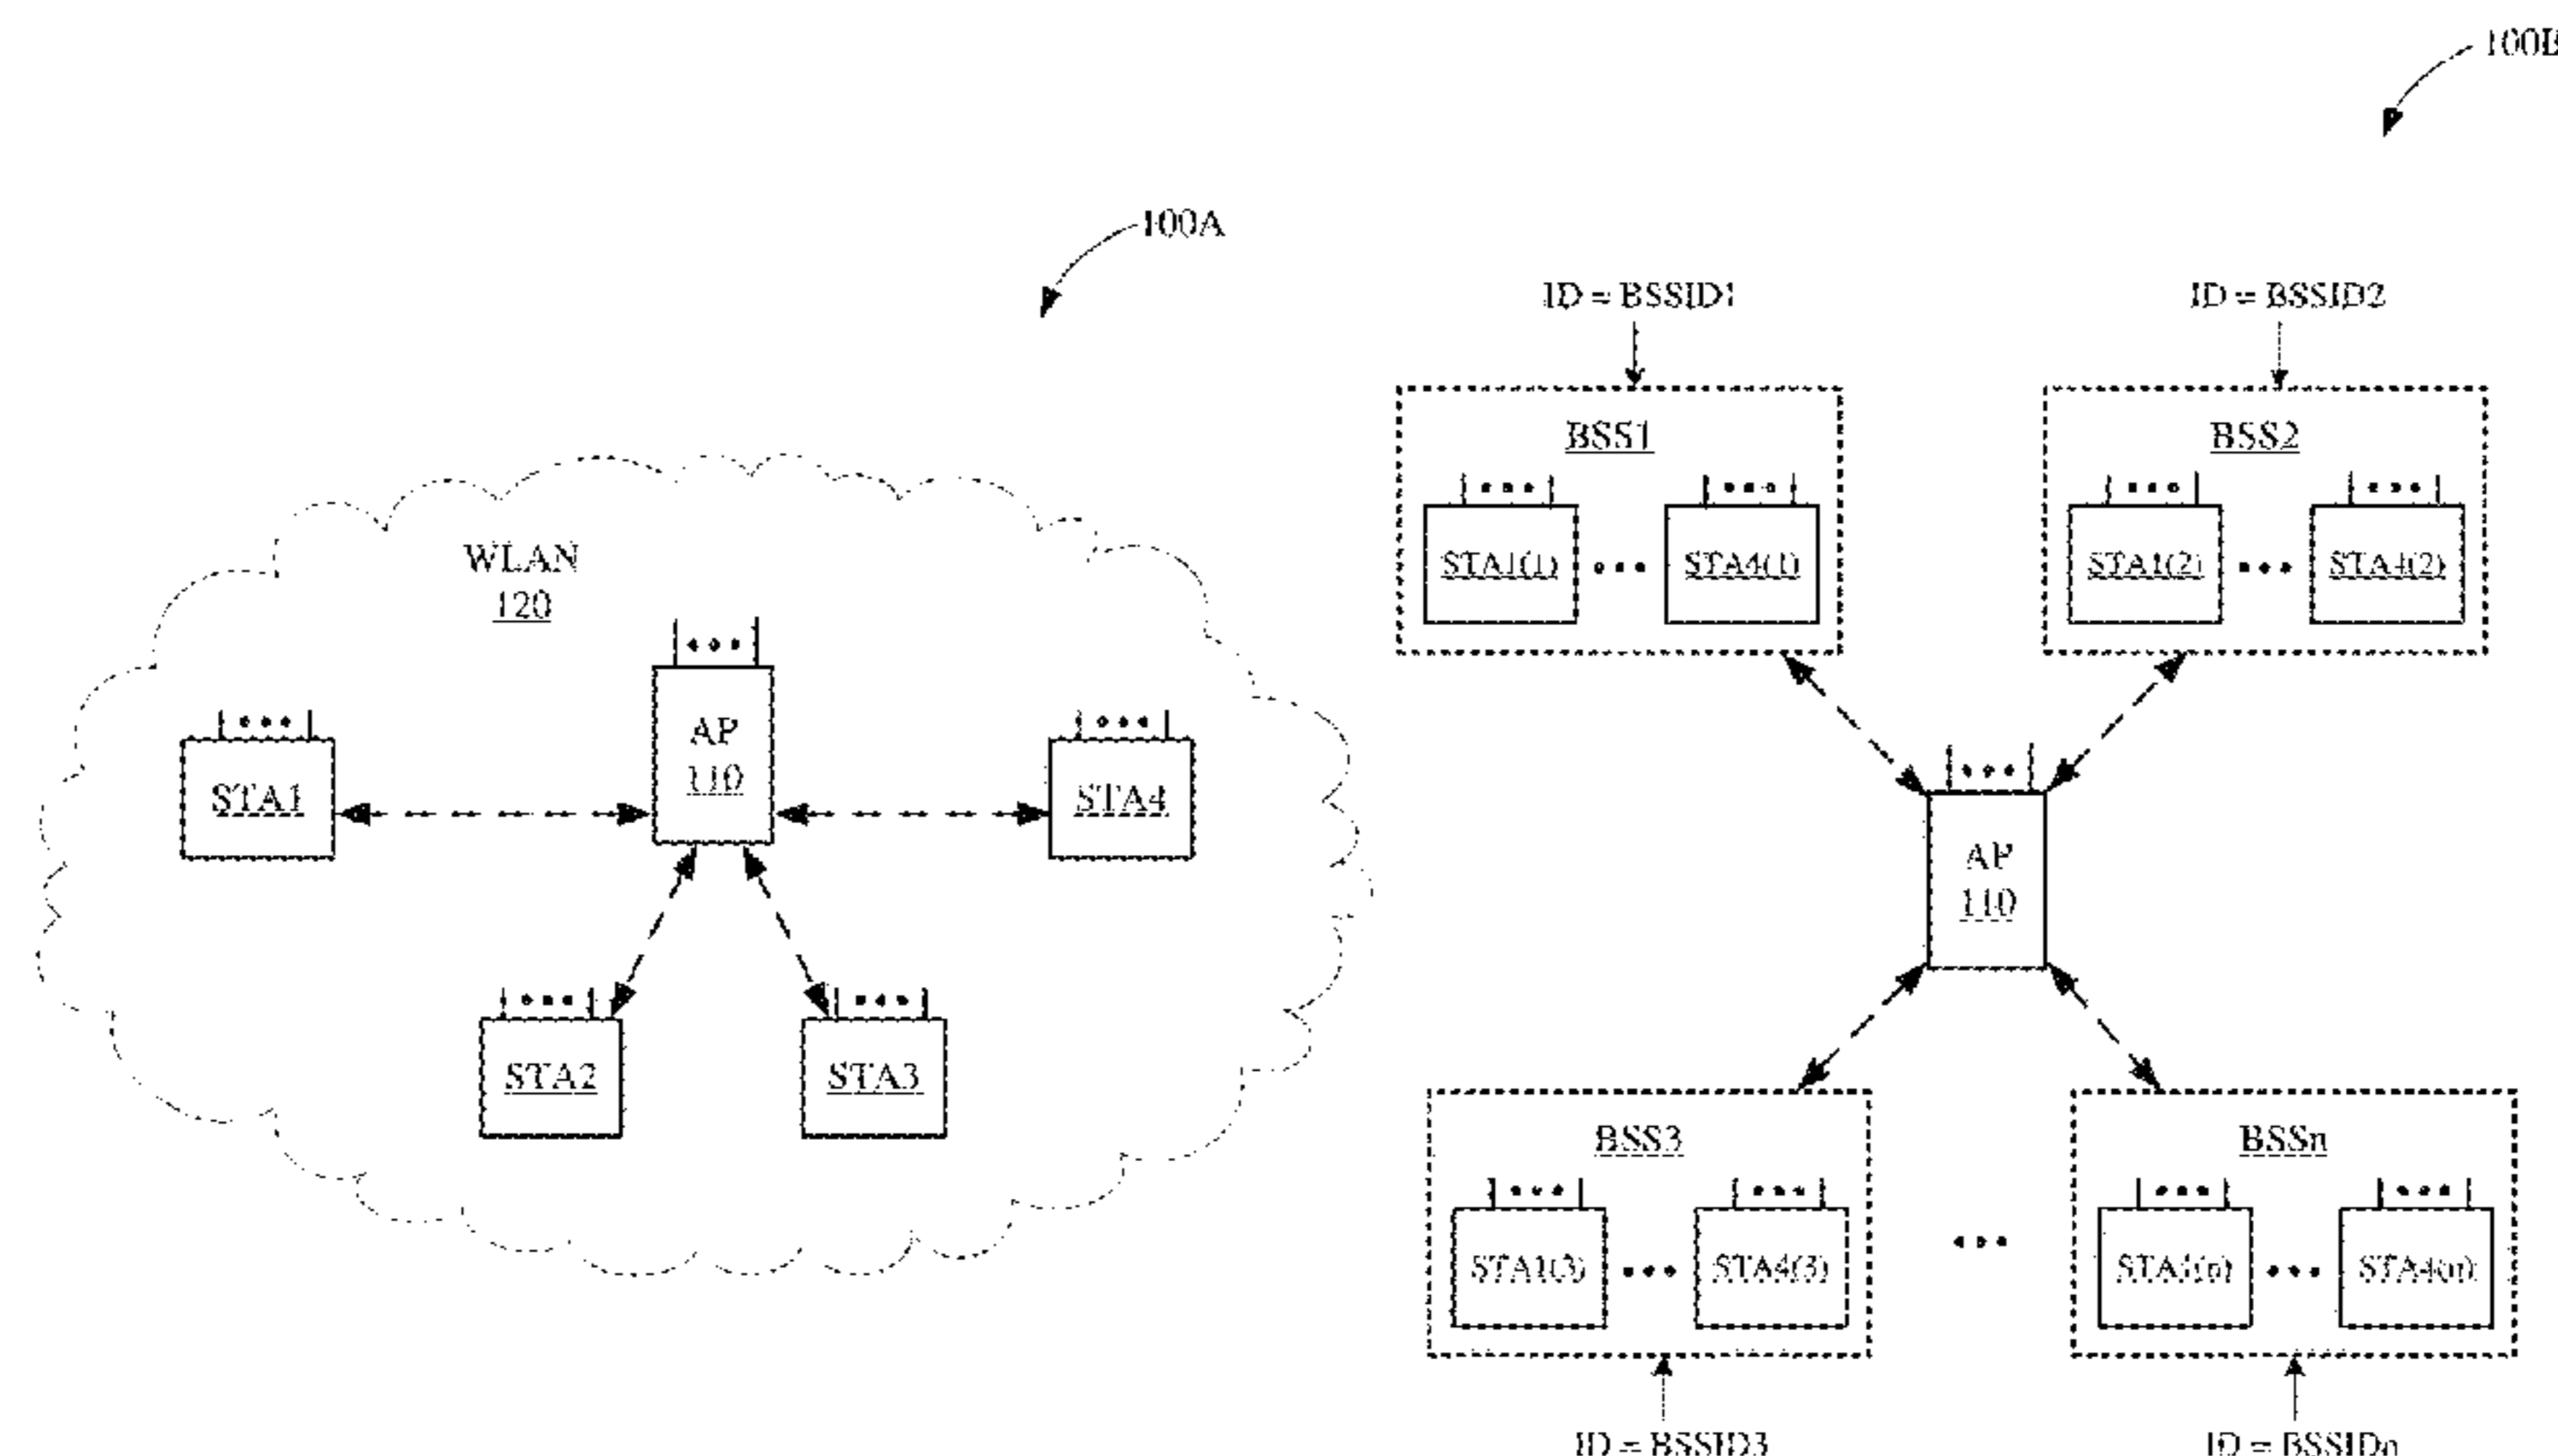 100B
100A
ID = BSSID1
ID = BSSID2
BSS1
BSS2
STA1(1)
STA4(1)
STA1(2)
STA4(2)
WLAN
120
AP
110
STA1
STA4
STA2
STA3
AP
110
BSS3
BSSn
STA1(3)
STA4(3)
STA1(n)
STA4(n)
ID = BSSID3
ID = BSSIDn